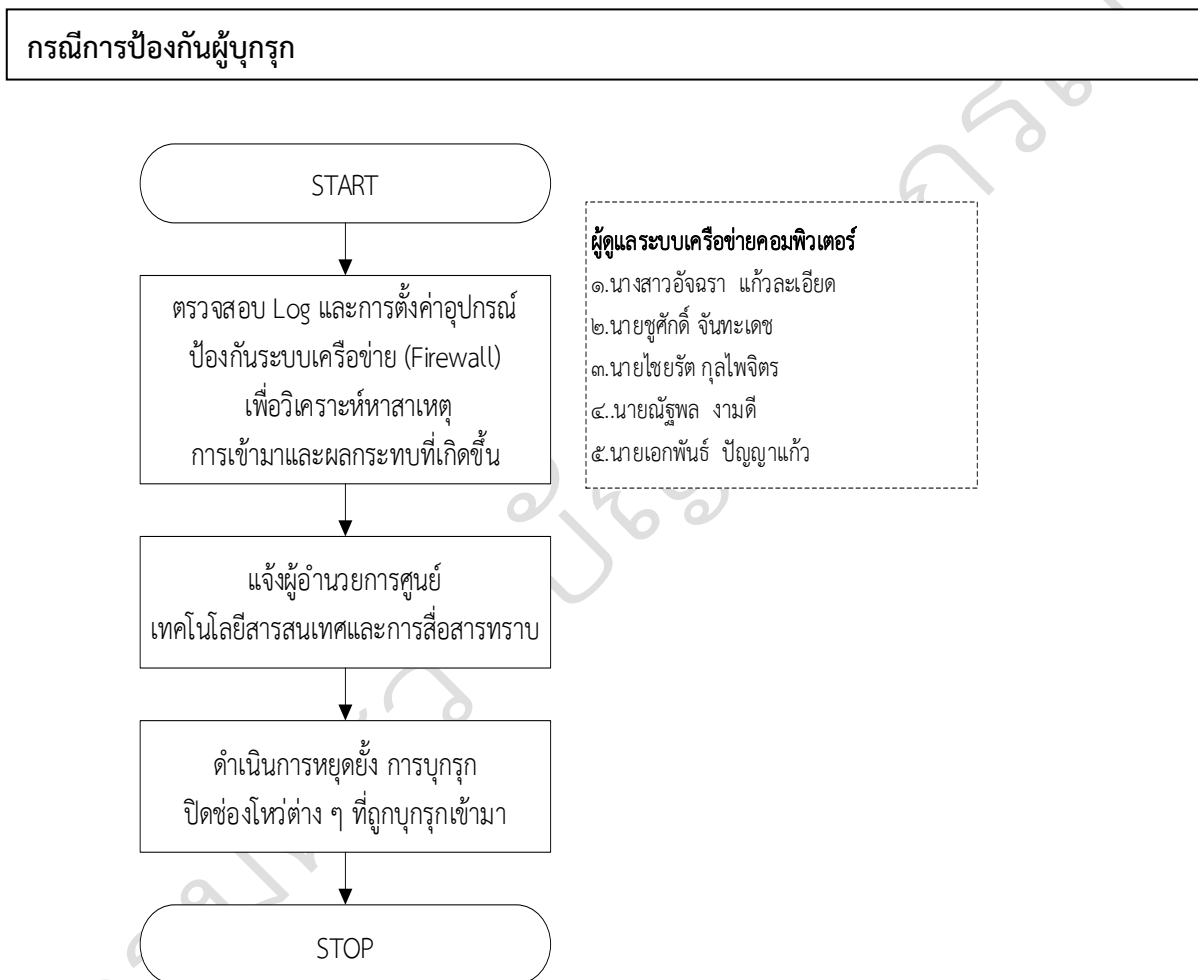 กรณีการป้องกันผู้บุกรุก
START
ตรวจสอบ Log และการตั้งค่าอุปกรณ์
ป้องกันระบบเครือข่าย (Firewall)
เพื่อวิเคราะห์หาสาเหตุ
การเข้ามาและผลกระทบที่เกิดขึ้น
ผู้ดูแลระบบเครือข่ายคอมพิวเตอร์
๑.นางสาวอัจฉรา แก้วละเอียด
๒.นายชูศักดิ์ จันทะเดช
๓.นายไชยรัต กุลไพจิตร
๔..นายณัฐพล งามดี
๕.นายเอกพันธ์ ปัญญาแก้ว
แจ้งผู้อำนวยการศูนย์
เทคโนโลยีสารสนเทศและการสื่อสารทราบ
ดำเนินการหยุดยั้ง การบุกรุก
ปิดช่องโหว่ต่าง ๆ ที่ถูกบุกรุกเข้ามา
STOP